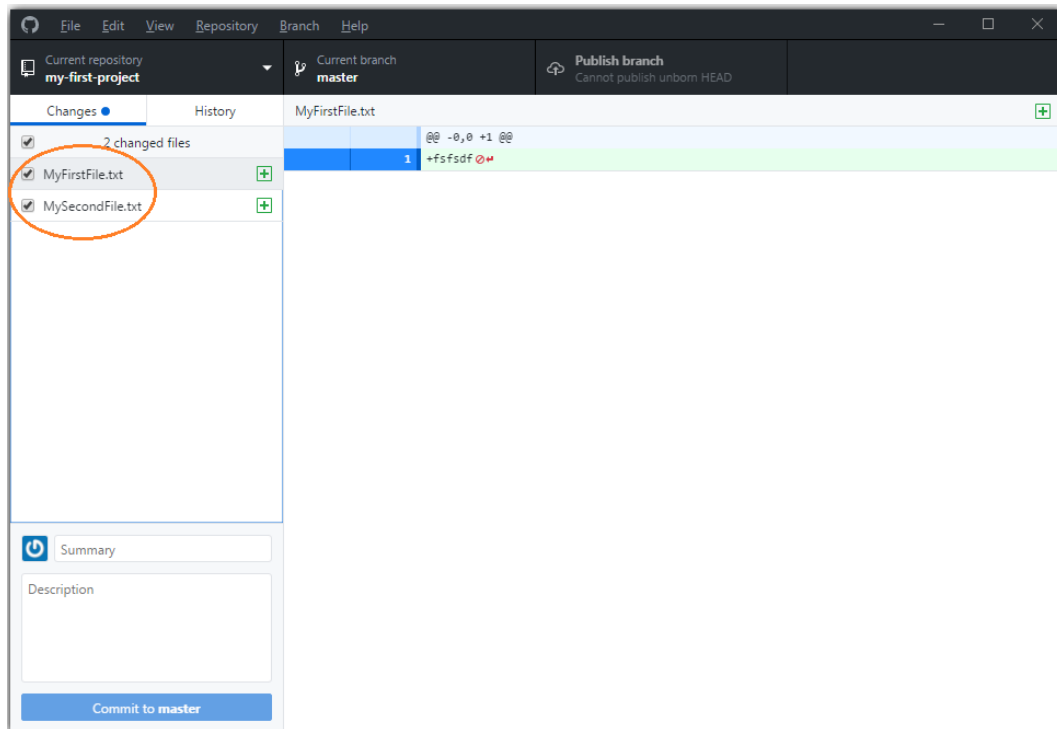 File Edit View Repository Branch Help
Current repository
my-first-project
Current branch
master
Publish branch
Cannot publish unborn HEAD
Changes History
2 changed files
MyFirstFile.txt
MySecondFile.txt
MyFirstFile.txt
@@ -0,0 +1 @@
1 +fsfsdf
Summary
Description
Commit to master